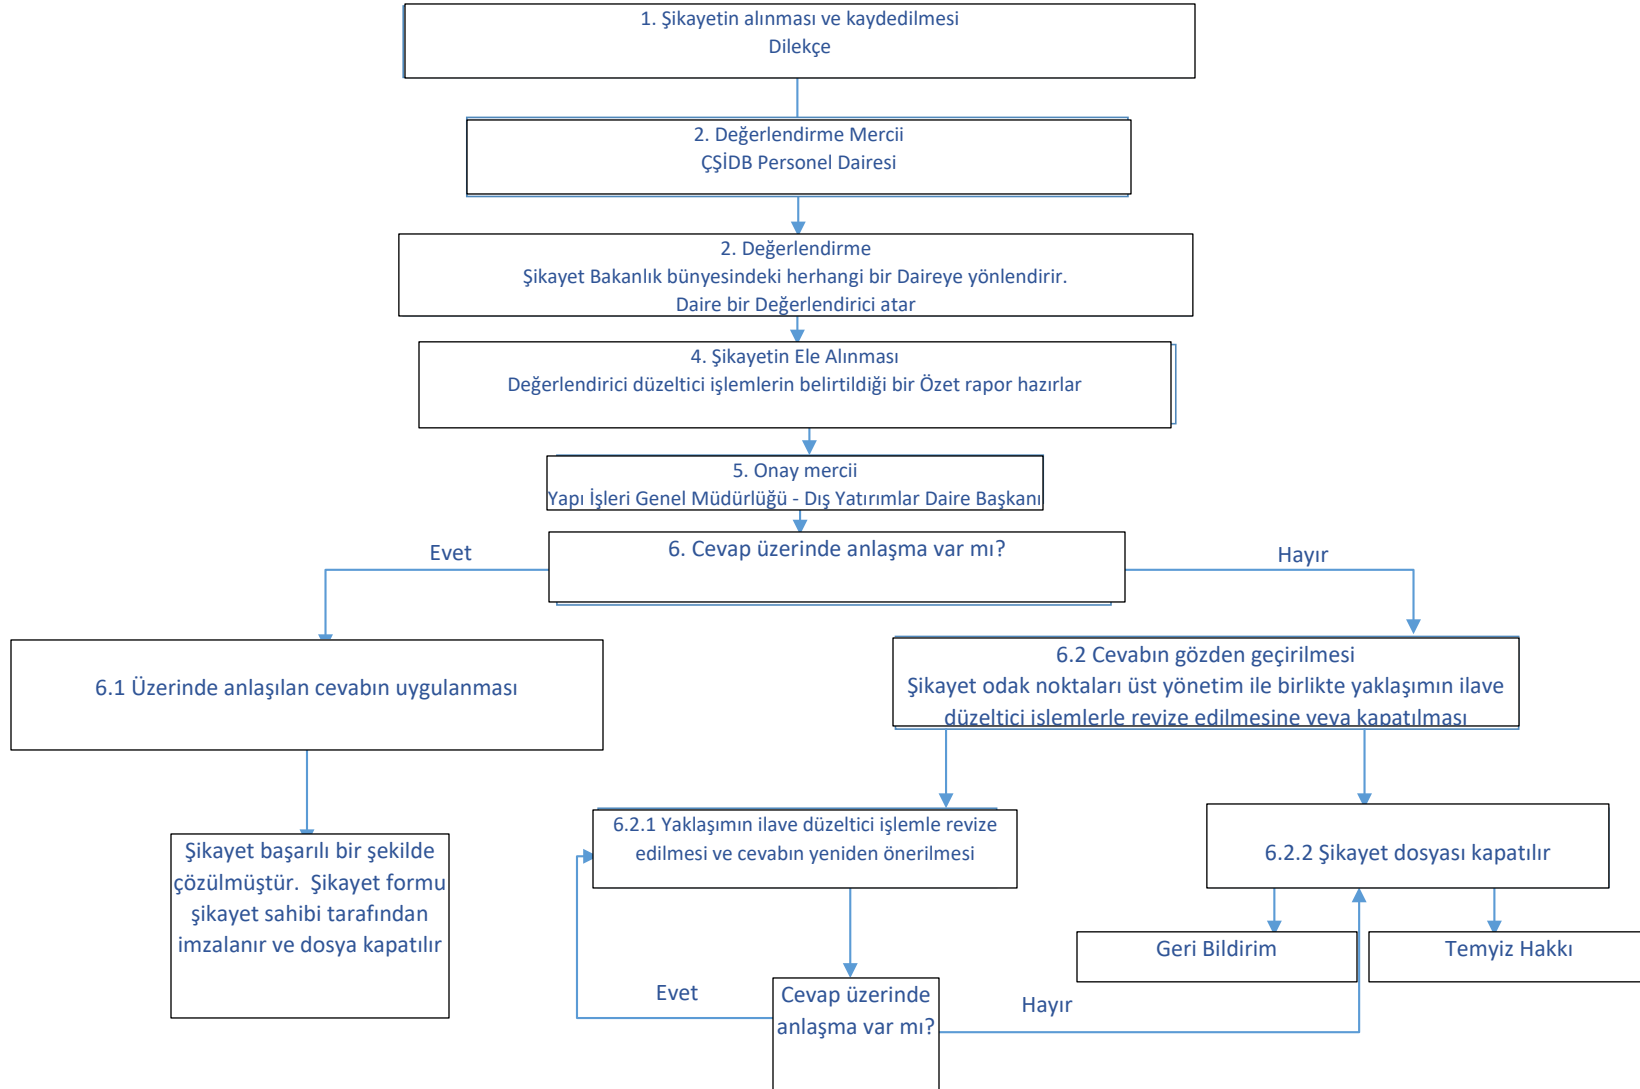 1. Şikayetin alınması ve kaydedilmesi
Dilekçe
2. Değerlendirme Mercii
ÇŞİDB Personel Dairesi
2. Değerlendirme
Şikayet Bakanlık bünyesindeki herhangi bir Daireye yönlendirir.
Daire bir Değerlendirici atar
4. Şikayetin Ele Alınması
Değerlendirici düzeltici işlemlerin belirtildiği bir Özet rapor hazırlar
5. Onay mercii
Yapı İşleri Genel Müdürlüğü - Dış Yatırımlar Daire Başkanı
6. Cevap üzerinde anlaşma var mı?
Evet
Hayır
6.1 Üzerinde anlaşılan cevabın uygulanması
6.2 Cevabın gözden geçirilmesi
Şikayet odak noktaları üst yönetim ile birlikte yaklaşımın ilave
düzeltici işlemlerle revize edilmesine veya kapatılması
Şikayet başarılı bir şekilde
çözülmüştür. Şikayet formu
şikayet sahibi tarafından
imzalanır ve dosya kapatılır
6.2.1 Yaklaşımın ilave düzeltici işlemle revize
edilmesi ve cevabın yeniden önerilmesi
6.2.2 Şikayet dosyası kapatılır
Geri Bildirim
Temyiz Hakkı
Evet
Cevap üzerinde
anlaşma var mı?
Hayır